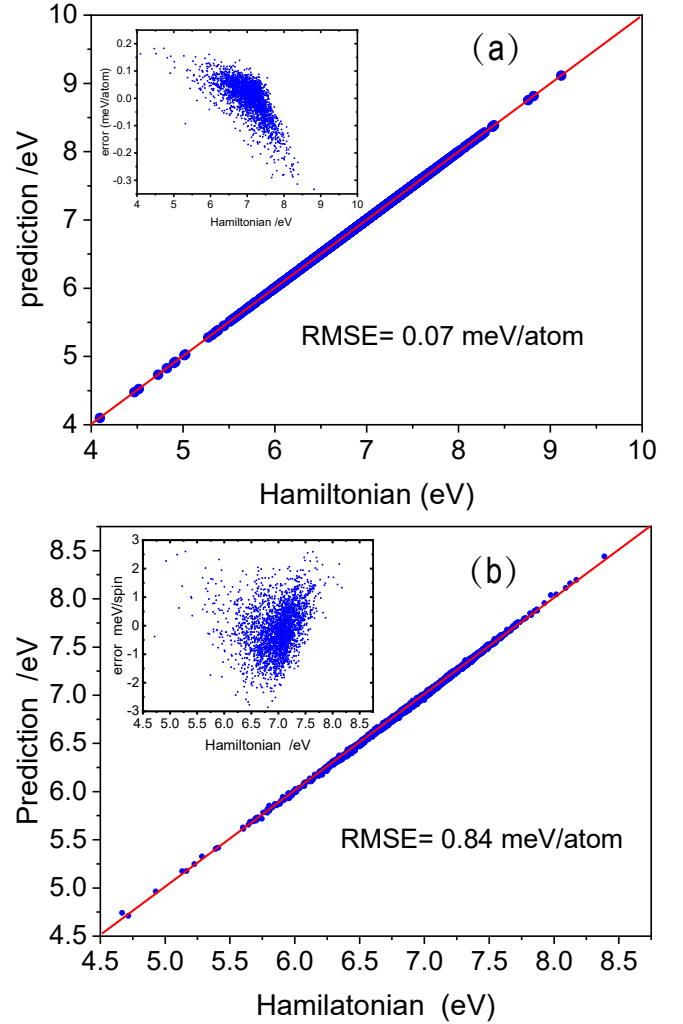 (a)
prediction /eV
10
9
8
7
6
5
4
4 5 6 7 8 9 10
Hamiltonian (eV)
RMSE= 0.07 meV/atom
error (meV/atom)
0.2
0.1
0.0
-0.1
-0.2
-0.3
4 5 6 7 8 9 10
Hamiltonian /eV
(b)
Prediction /eV
8.5
8.0
7.5
7.0
6.5
6.0
5.5
5.0
4.5
4.5 5.0 5.5 6.0 6.5 7.0 7.5 8.0 8.5
Hamilatonian (eV)
RMSE= 0.84 meV/atom
error meV/spin
3
2
1
0
-1
-2
-3
4.5 5.0 5.5 6.0 6.5 7.0 7.5 8.0 8.5
Hamiltonian /eV